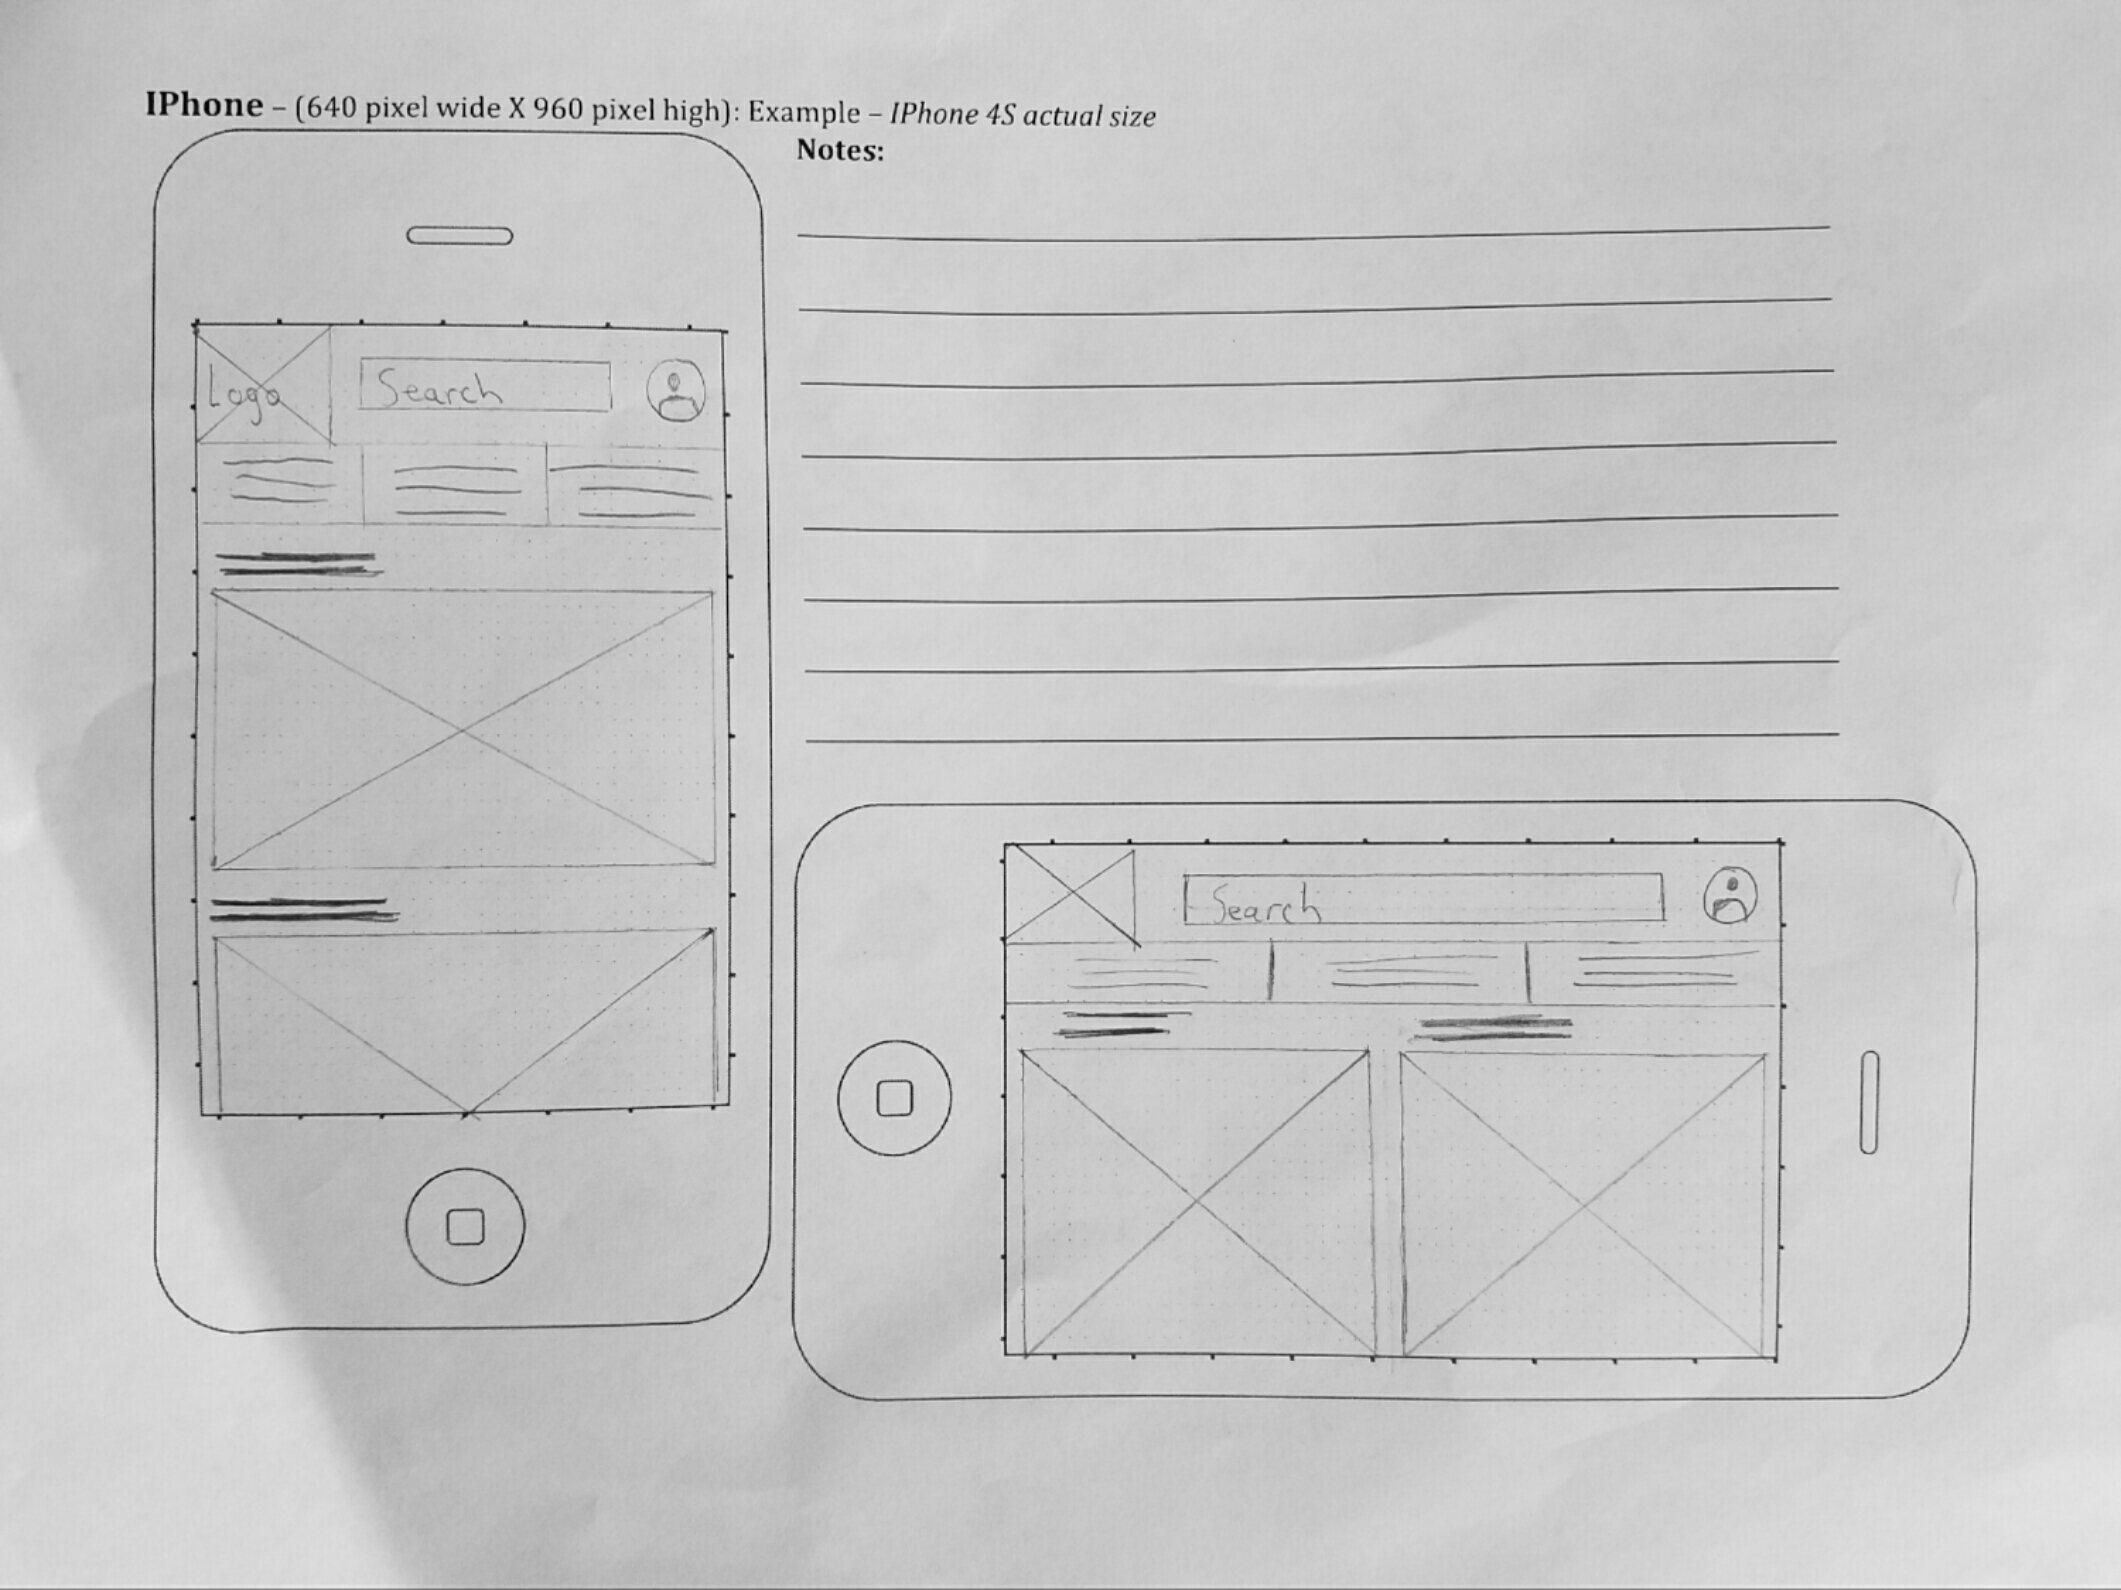 IPhone – (640 pixel wide X 960 pixel high): Example – IPhone 4S actual size
Notes:
Logo
Search
Search